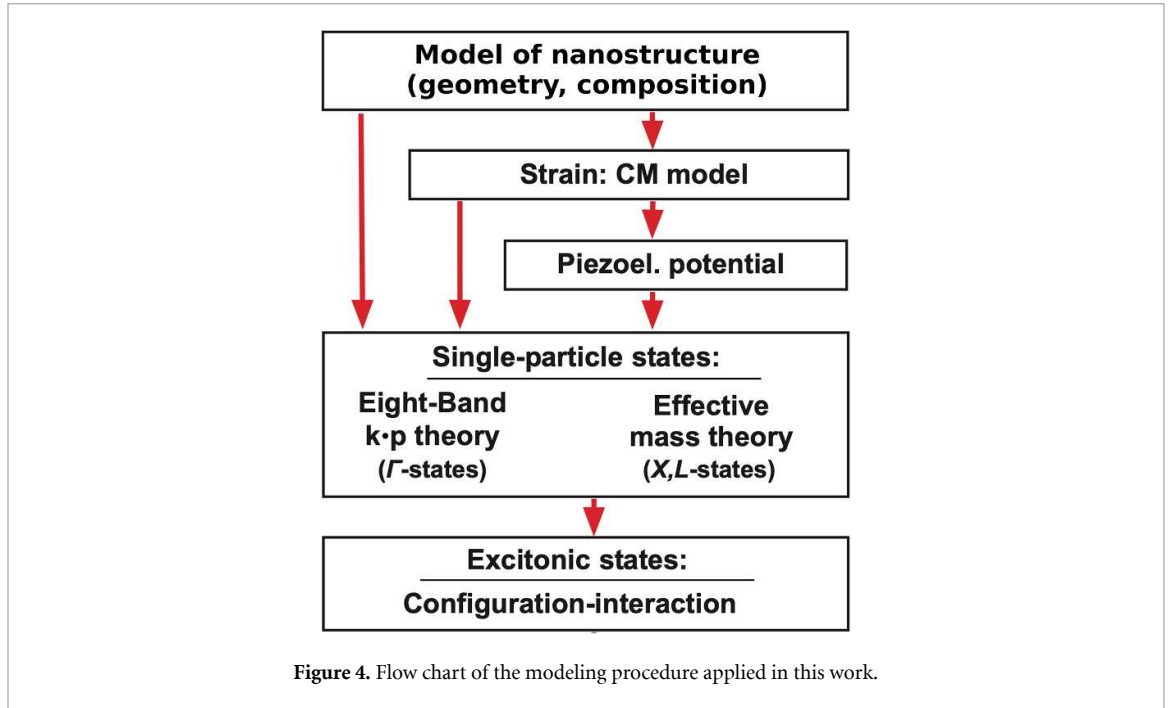 Model of nanostructure
(geometry, composition)
Strain: CM model
Piezoel. potential
Single-particle states:
Eight-Band
k·p theory
(Γ-states)
Effective
mass theory
(X,L-states)
Excitonic states:
Configuration-interaction
Figure 4. Flow chart of the modeling procedure applied in this work.